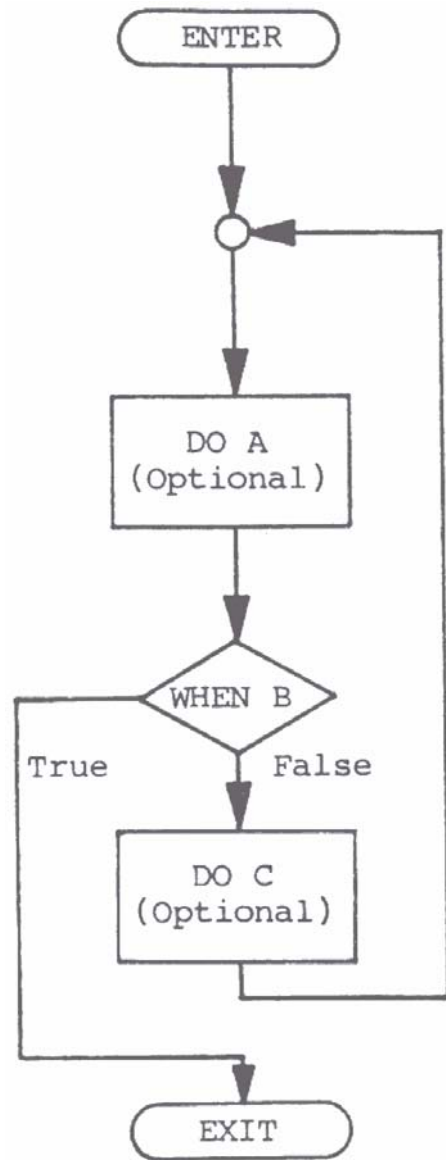 ENTER
DO A
(Optional)
WHEN B
True
False
DO C
(Optional)
EXIT